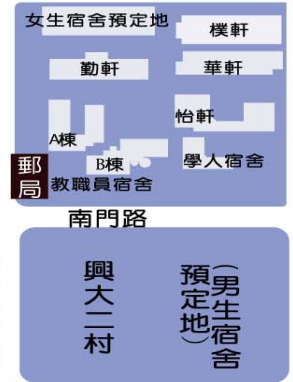 女生宿舍預定地
樸軒
勤軒
華軒
怡軒
A棟
B棟
學人宿舍
郵局
教職員宿舍
南門路
興大二村
(男生宿舍
預定地)